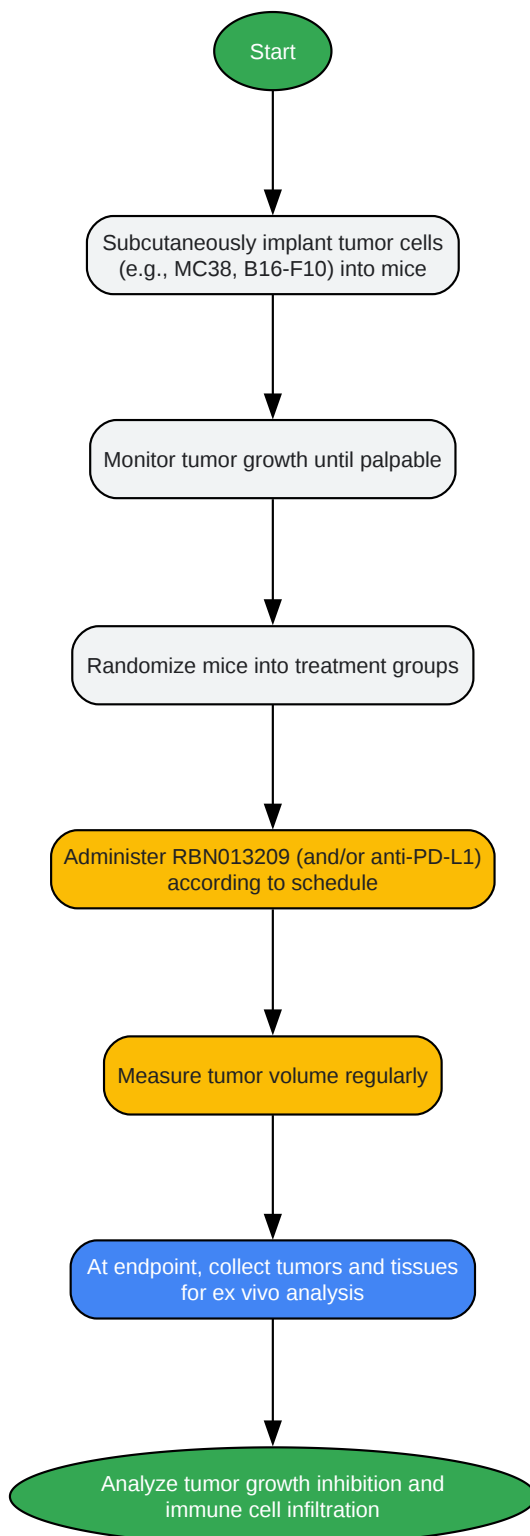 Start
Subcutaneously implant tumor cells
(e.g., MC38, B16-F10) into mice
Monitor tumor growth until palpable
Randomize mice into treatment groups
Administer RBN013209 (and/or anti-PD-L1)
according to schedule
Measure tumor volume regularly
At endpoint, collect tumors and tissues
for ex vivo analysis
Analyze tumor growth inhibition and
immune cell infiltration